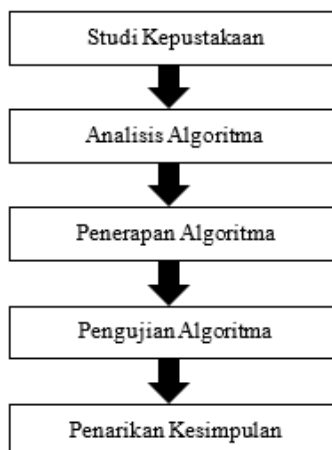 Studi Kepustakaan
Analisis Algoritma
Penerapan Algoritma
Pengujian Algoritma
Penarikan Kesimpulan